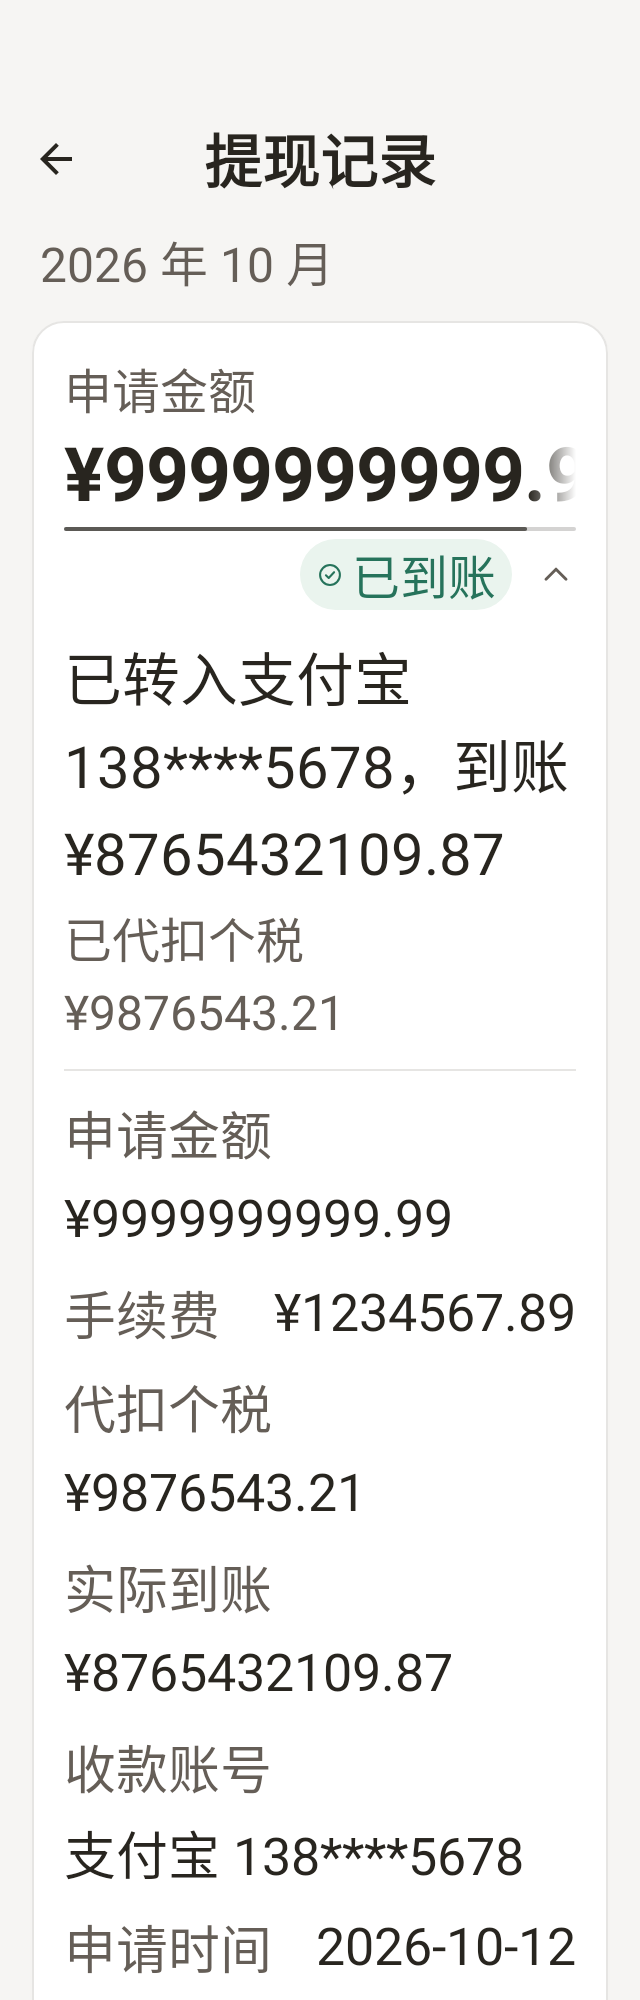 提现记录
2026 年 10 月
申请金额
¥9999999999.9
已到账
已转入支付宝
138****5678，到账
¥8765432109.87
已代扣个税
¥9876543.21
申请金额
¥9999999999.99
手续费 ¥1234567.89
代扣个税
¥9876543.21
实际到账
¥8765432109.87
收款账号
支付宝 138****5678
申请时间 2026-10-12